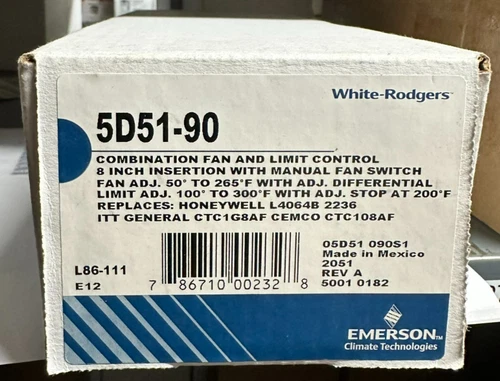 White-Rodgers™
5D51-90
COMBINATION FAN AND LIMIT CONTROL
8 INCH INSERTION WITH MANUAL FAN SWITCH
FAN ADJ. 50° TO 265°F WITH ADJ. DIFFERENTIAL
LIMIT ADJ. 100° TO 300°F WITH ADJ. STOP AT 200°F
REPLACES: HONEYWELL L4064B 2236
ITT GENERAL CTC1G8AF CEMCO CTC108AF
L86-111
E12
7 86710 00232 8
05D51 090S1
Made in Mexico
2051
REV A
5001 0182
EMERSON™
Climate Technologies